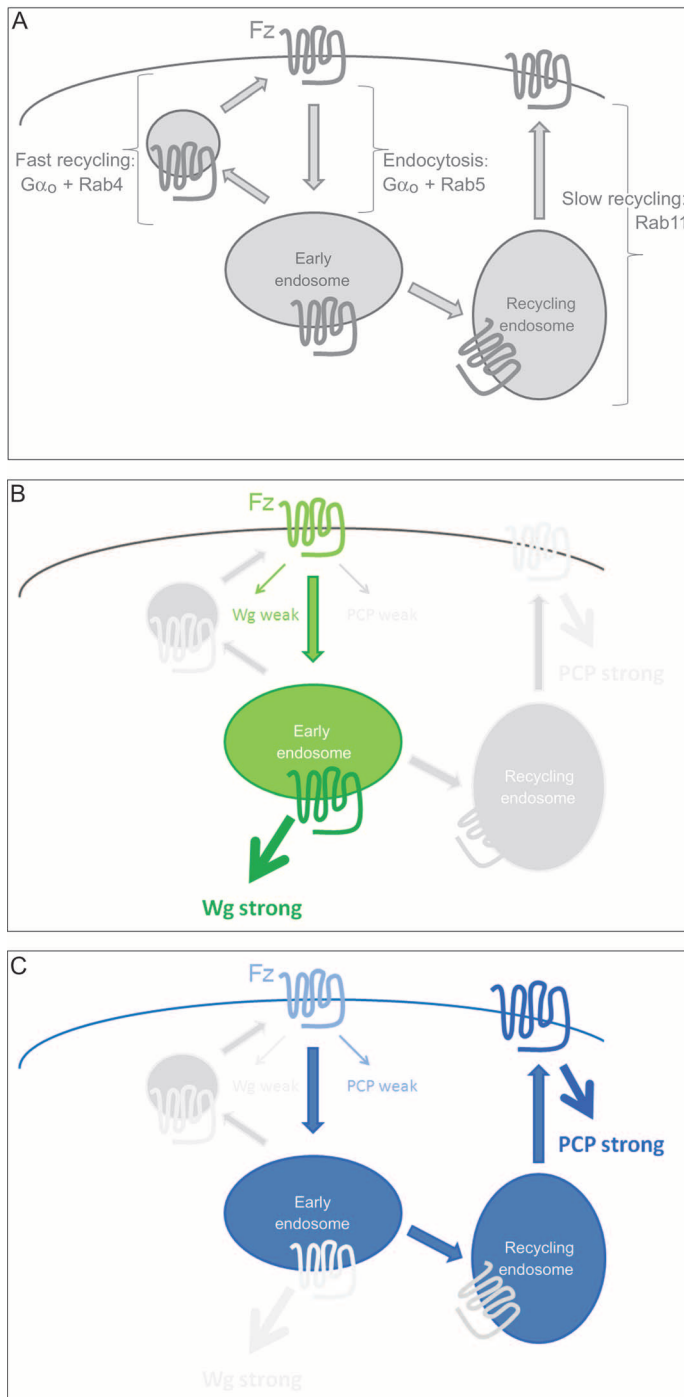 A
Fz
Fast recycling:
Gαo + Rab4
Endocytosis:
Gαo + Rab5
Slow recycling:
Rab11
Early
endosome
Recycling
endosome
B
Fz
Wg weak
PCP weak
PCP strong
Early
endosome
Recycling
endosome
Wg strong
C
Fz
Wg weak
PCP weak
PCP strong
Early
endosome
Recycling
endosome
Wg strong